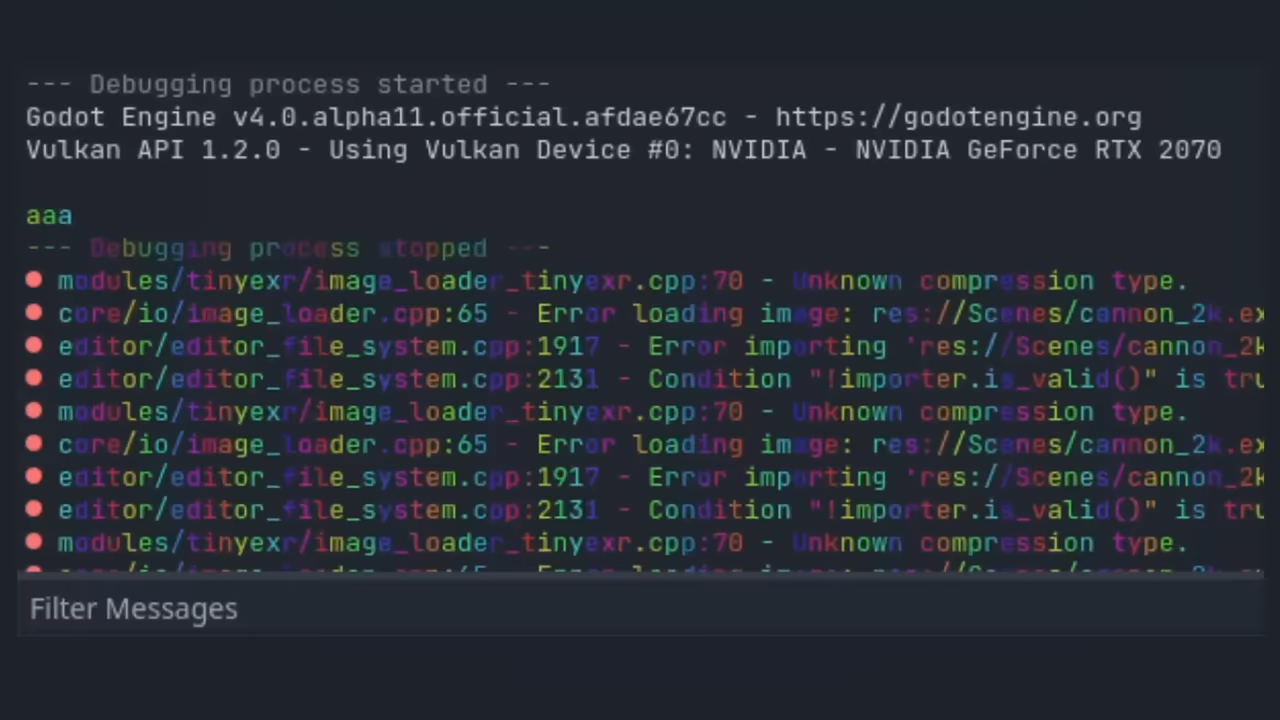 --- Debugging process started ---
Godot Engine v4.0.alpha11.official.afdae67cc - https://godotengine.org
Vulkan API 1.2.0 - Using Vulkan Device #0: NVIDIA - NVIDIA GeForce RTX 2070
aaa
--- Debugging process stopped ---
modules/tinyexr/image_loader_tinyexr.cpp:70 - Unknown compression type.
core/io/image_loader.cpp:65 - Error loading image: res://Scenes/cannon_2k.ex
editor/editor_file_system.cpp:1917 - Error importing 'res://Scenes/cannon_2k
editor/editor_file_system.cpp:2131 - Condition "!importer.is_valid()" is tru
modules/tinyexr/image_loader_tinyexr.cpp:70 - Unknown compression type.
core/io/image_loader.cpp:65 - Error loading image: res://Scenes/cannon_2k.ex
editor/editor_file_system.cpp:1917 - Error importing 'res://Scenes/cannon_2k
editor/editor_file_system.cpp:2131 - Condition "!importer.is_valid()" is tru
modules/tinyexr/image_loader_tinyexr.cpp:70 - Unknown compression type.
Filter Messages